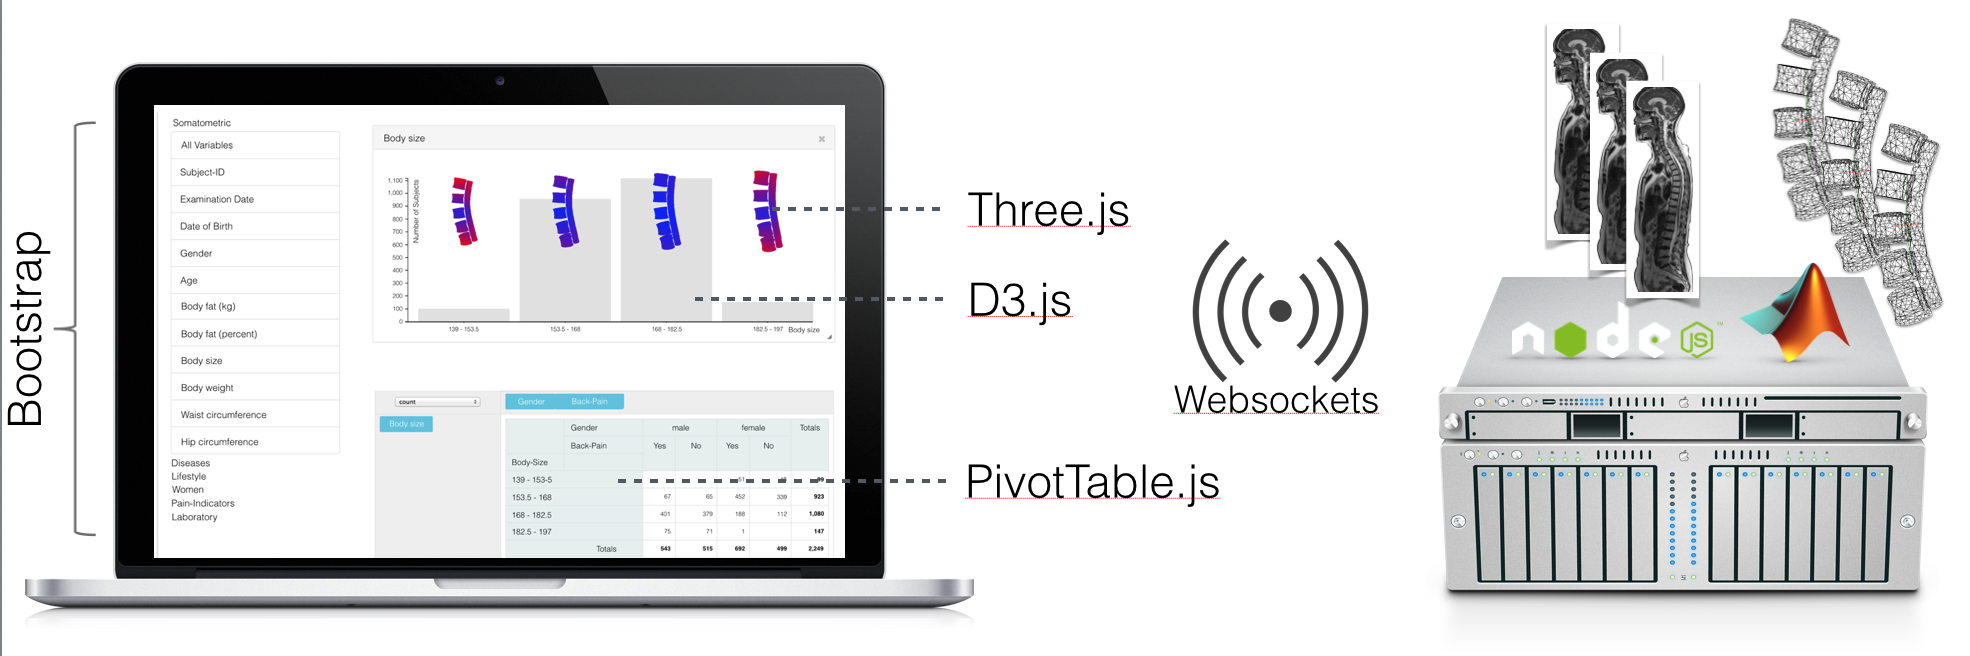 Bootstrap
Somatometric
All Variables
Subject-ID
Examination Date
Date of Birth
Gender
Age
Body fat (kg)
Body fat (percent)
Body size
Body weight
Waist circumference
Hip circumference
Diseases
Lifestyle
Women
Pain-Indicators
Laboratory
Body size
Number of Subjects
1,100
1,000
900
800
700
600
500
400
300
200
100
0
139 - 153.5
153.5 - 168
168 - 182.5
182.5 - 197
Body size
count
Gender Back-Pain
Body size
Gender male female Totals
Back-Pain Yes No Yes No
Body-Size
139 - 153-5
153.5 - 168 67 65 452 339 923
168 - 182.5 401 379 188 112 1,080
182.5 - 197 75 71 1 147
Totals 543 515 692 499 2,249
Three.js
D3.js
PivotTable.js
Websockets
node
JS
TM